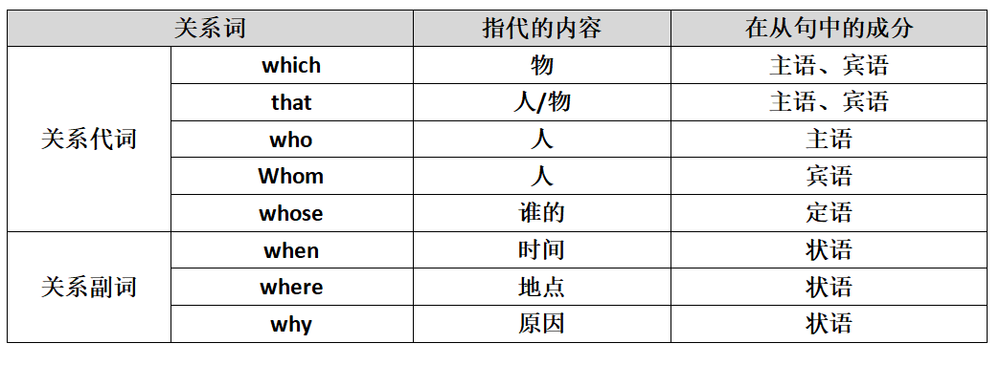 关系词 指代的内容 在从句中的成分
which 物 主语、宾语
that 人/物 主语、宾语
关系代词 who 人 主语
Whom 人 宾语
whose 谁的 定语
when 时间 状语
关系副词 where 地点 状语
why 原因 状语